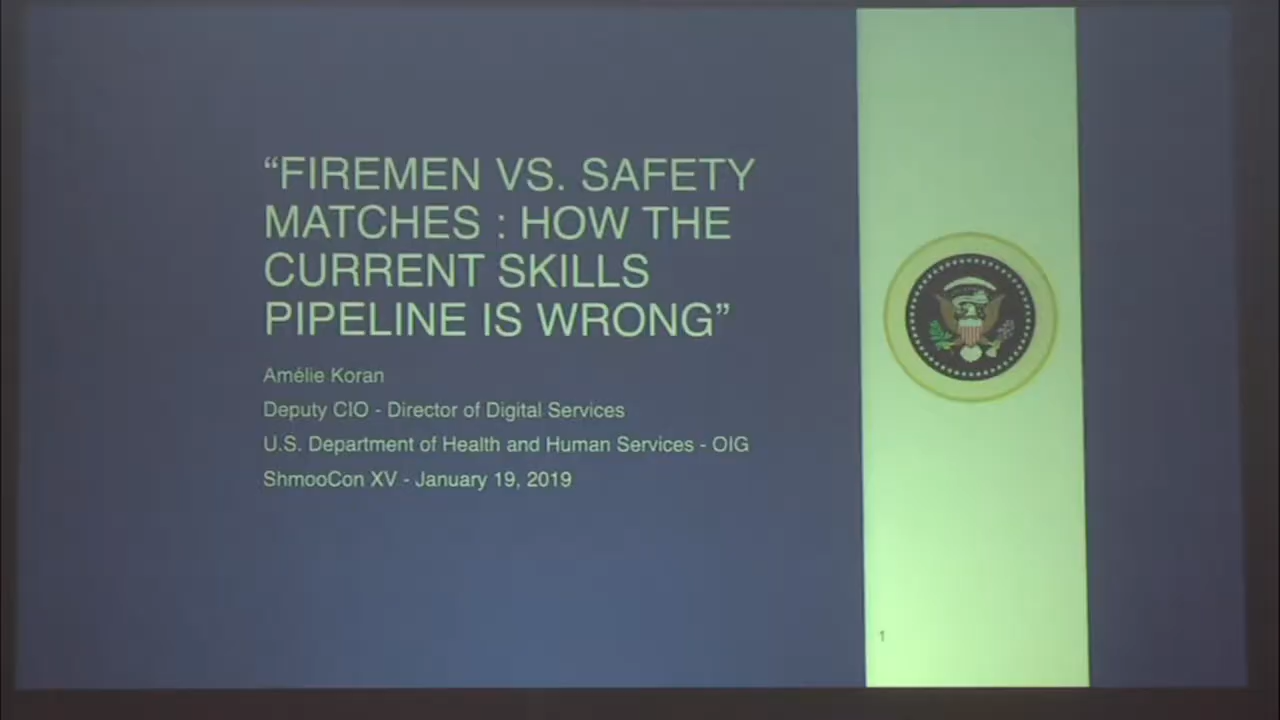 “FIREMEN VS. SAFETY
MATCHES : HOW THE
CURRENT SKILLS
PIPELINE IS WRONG”
Amélie Koran
Deputy CIO - Director of Digital Services
U.S. Department of Health and Human Services - OIG
ShmooCon XV - January 19, 2019
1